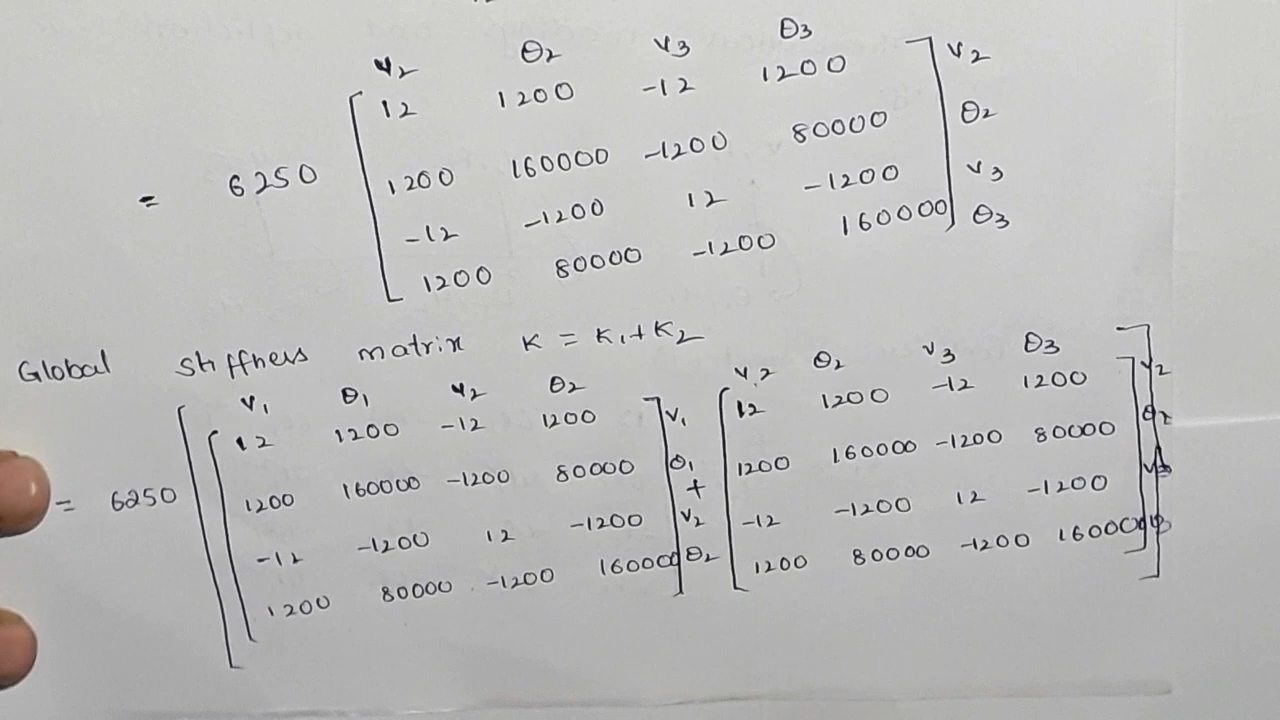 v2 θ2 v3 θ3
12 1200 -12 1200 v2
= 6250 1200 160000 -1200 80000 θ2
-12 -1200 12 -1200 v3
1200 80000 -1200 160000 θ3
Global stiffness matrix K = K1 + K2
v1 θ1 v2 θ2 v2 θ2 v3 θ3
12 1200 -12 1200 v1 12 1200 -12 1200 v2
= 6250 1200 160000 -1200 80000 θ1 + 1200 160000 -1200 80000 θ2
-12 -1200 12 -1200 v2 -12 -1200 12 -1200 v3
1200 80000 -1200 160000 θ2 1200 80000 -1200 160000